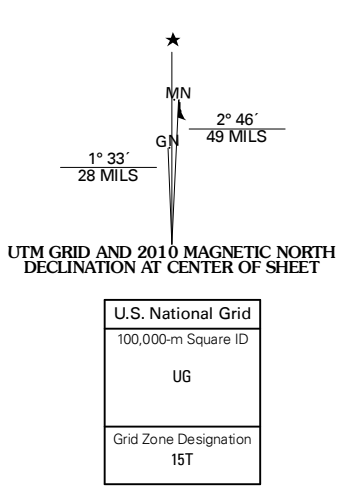 ★
MN
GN
2° 46´
49 MILS
1° 33´
28 MILS
UTM GRID AND 2010 MAGNETIC NORTH
DECLINATION AT CENTER OF SHEET
U.S. National Grid
100,000-m Square ID
UG
Grid Zone Designation
15T